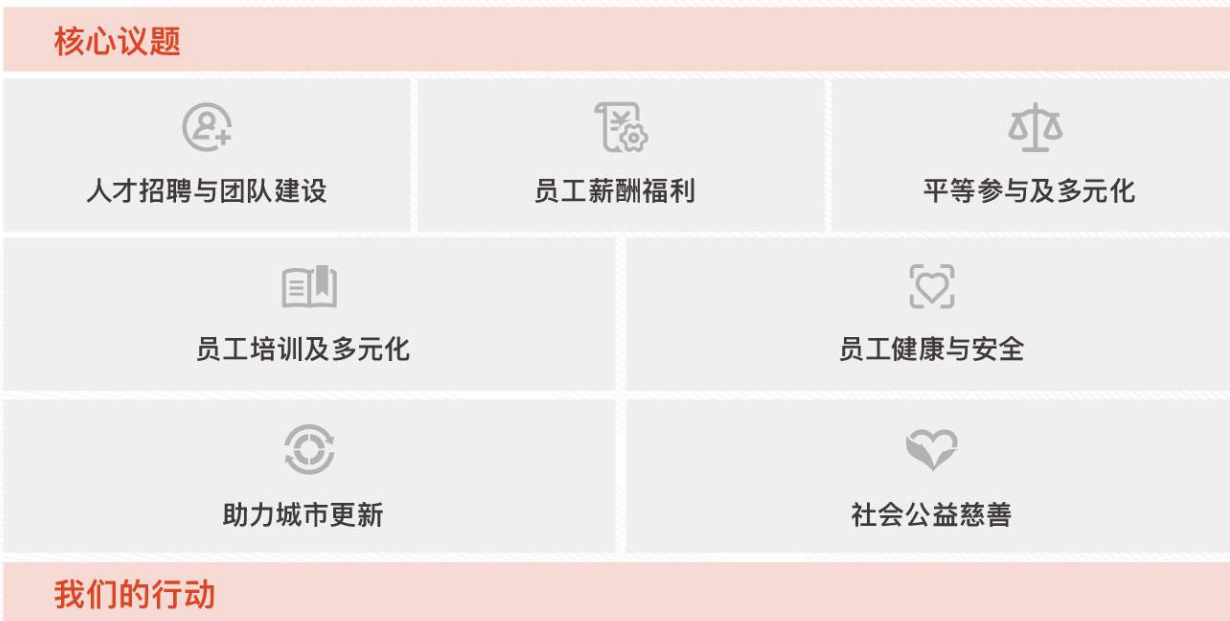 核心议题
人才招聘与团队建设
员工薪酬福利
平等参与及多元化
员工培训及多元化
员工健康与安全
助力城市更新
社会公益慈善
我们的行动